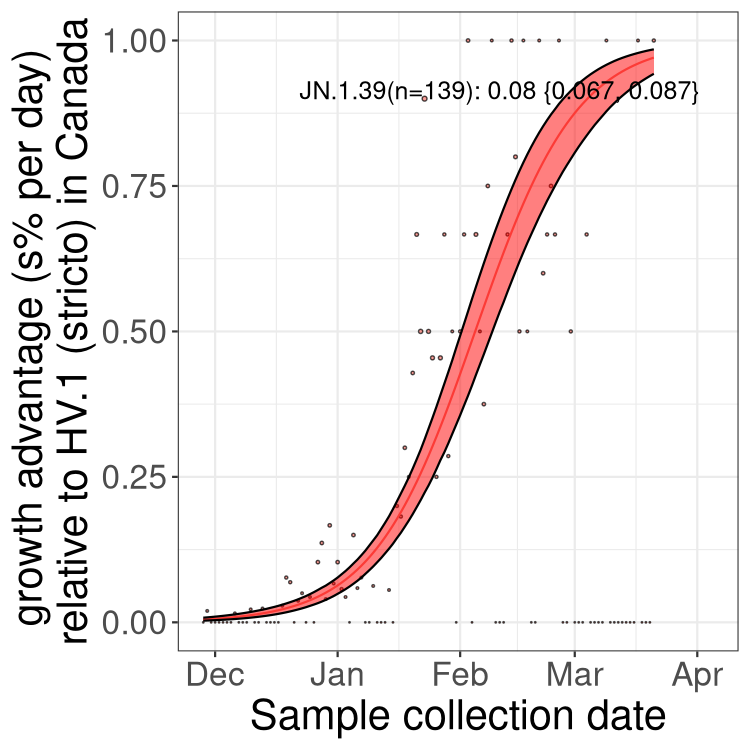 growth advantage (s% per day)
relative to HV.1 (stricto) in Canada
1.00
0.75
0.50
0.25
0.00
JN.1.39(n=139): 0.08 {0.067, 0.087}
Dec Jan Feb Mar Apr
Sample collection date